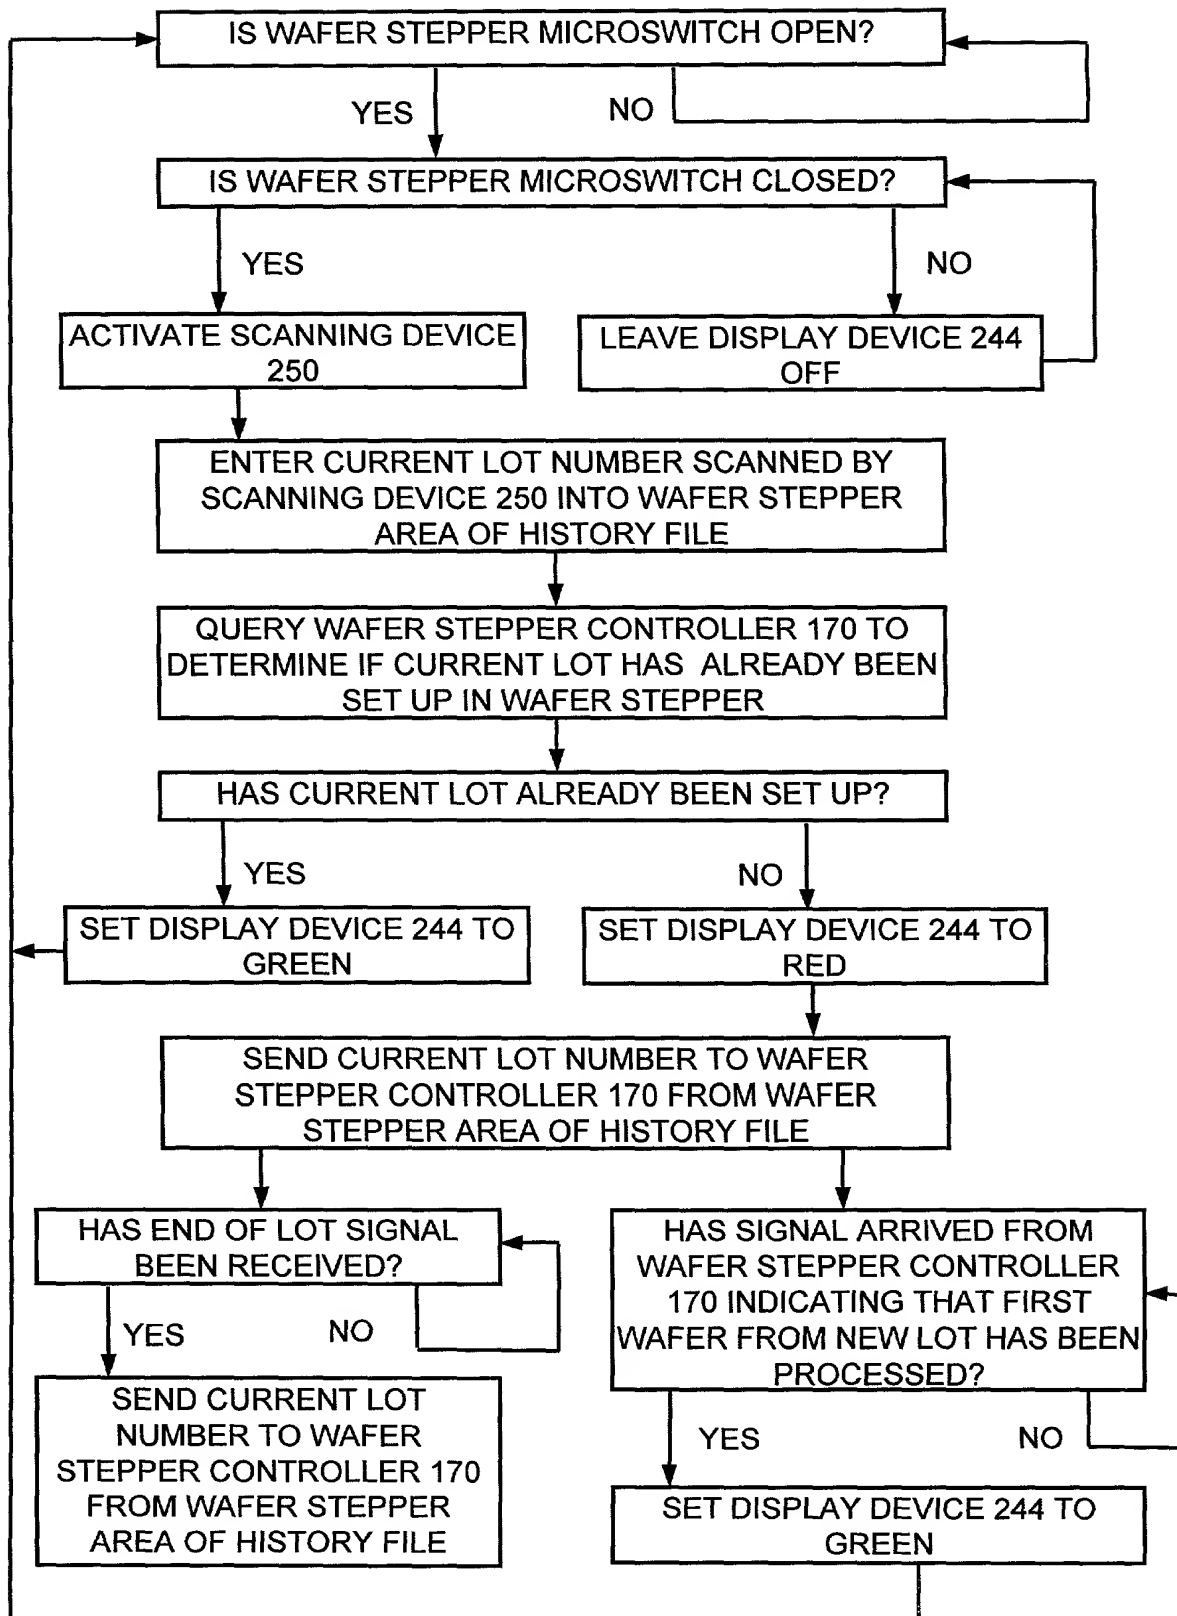 IS WAFER STEPPER MICROSWITCH OPEN?
YES
NO
IS WAFER STEPPER MICROSWITCH CLOSED?
YES
NO
ACTIVATE SCANNING DEVICE
250
LEAVE DISPLAY DEVICE 244
OFF
ENTER CURRENT LOT NUMBER SCANNED BY
SCANNING DEVICE 250 INTO WAFER STEPPER
AREA OF HISTORY FILE
QUERY WAFER STEPPER CONTROLLER 170 TO
DETERMINE IF CURRENT LOT HAS ALREADY BEEN
SET UP IN WAFER STEPPER
HAS CURRENT LOT ALREADY BEEN SET UP?
YES
NO
SET DISPLAY DEVICE 244 TO
GREEN
SET DISPLAY DEVICE 244 TO
RED
SEND CURRENT LOT NUMBER TO WAFER
STEPPER CONTROLLER 170 FROM WAFER
STEPPER AREA OF HISTORY FILE
HAS END OF LOT SIGNAL
BEEN RECEIVED?
YES
NO
SEND CURRENT LOT
NUMBER TO WAFER
STEPPER CONTROLLER 170
FROM WAFER STEPPER
AREA OF HISTORY FILE
HAS SIGNAL ARRIVED FROM
WAFER STEPPER CONTROLLER
170 INDICATING THAT FIRST
WAFER FROM NEW LOT HAS BEEN
PROCESSED?
YES
NO
SET DISPLAY DEVICE 244 TO
GREEN